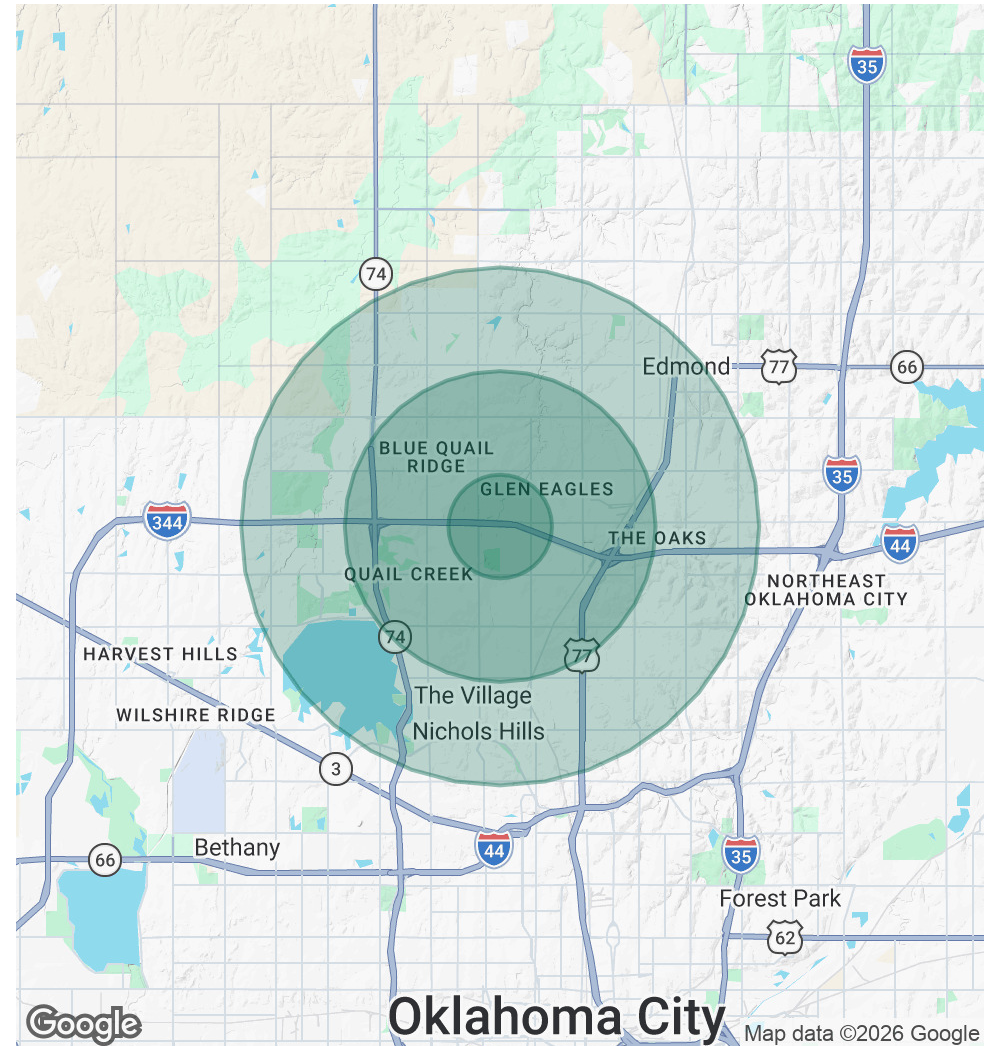 35
74
Edmond
77
66
BLUE QUAIL
RIDGE
35
GLEN EAGLES
344
THE OAKS
44
QUAIL CREEK
NORTHEAST
OKLAHOMA CITY
74
HARVEST HILLS
77
The Village
WILSHIRE RIDGE
Nichols Hills
3
Bethany
44
35
66
Forest Park
62
Oklahoma City
Google
Map data ©2026 Google